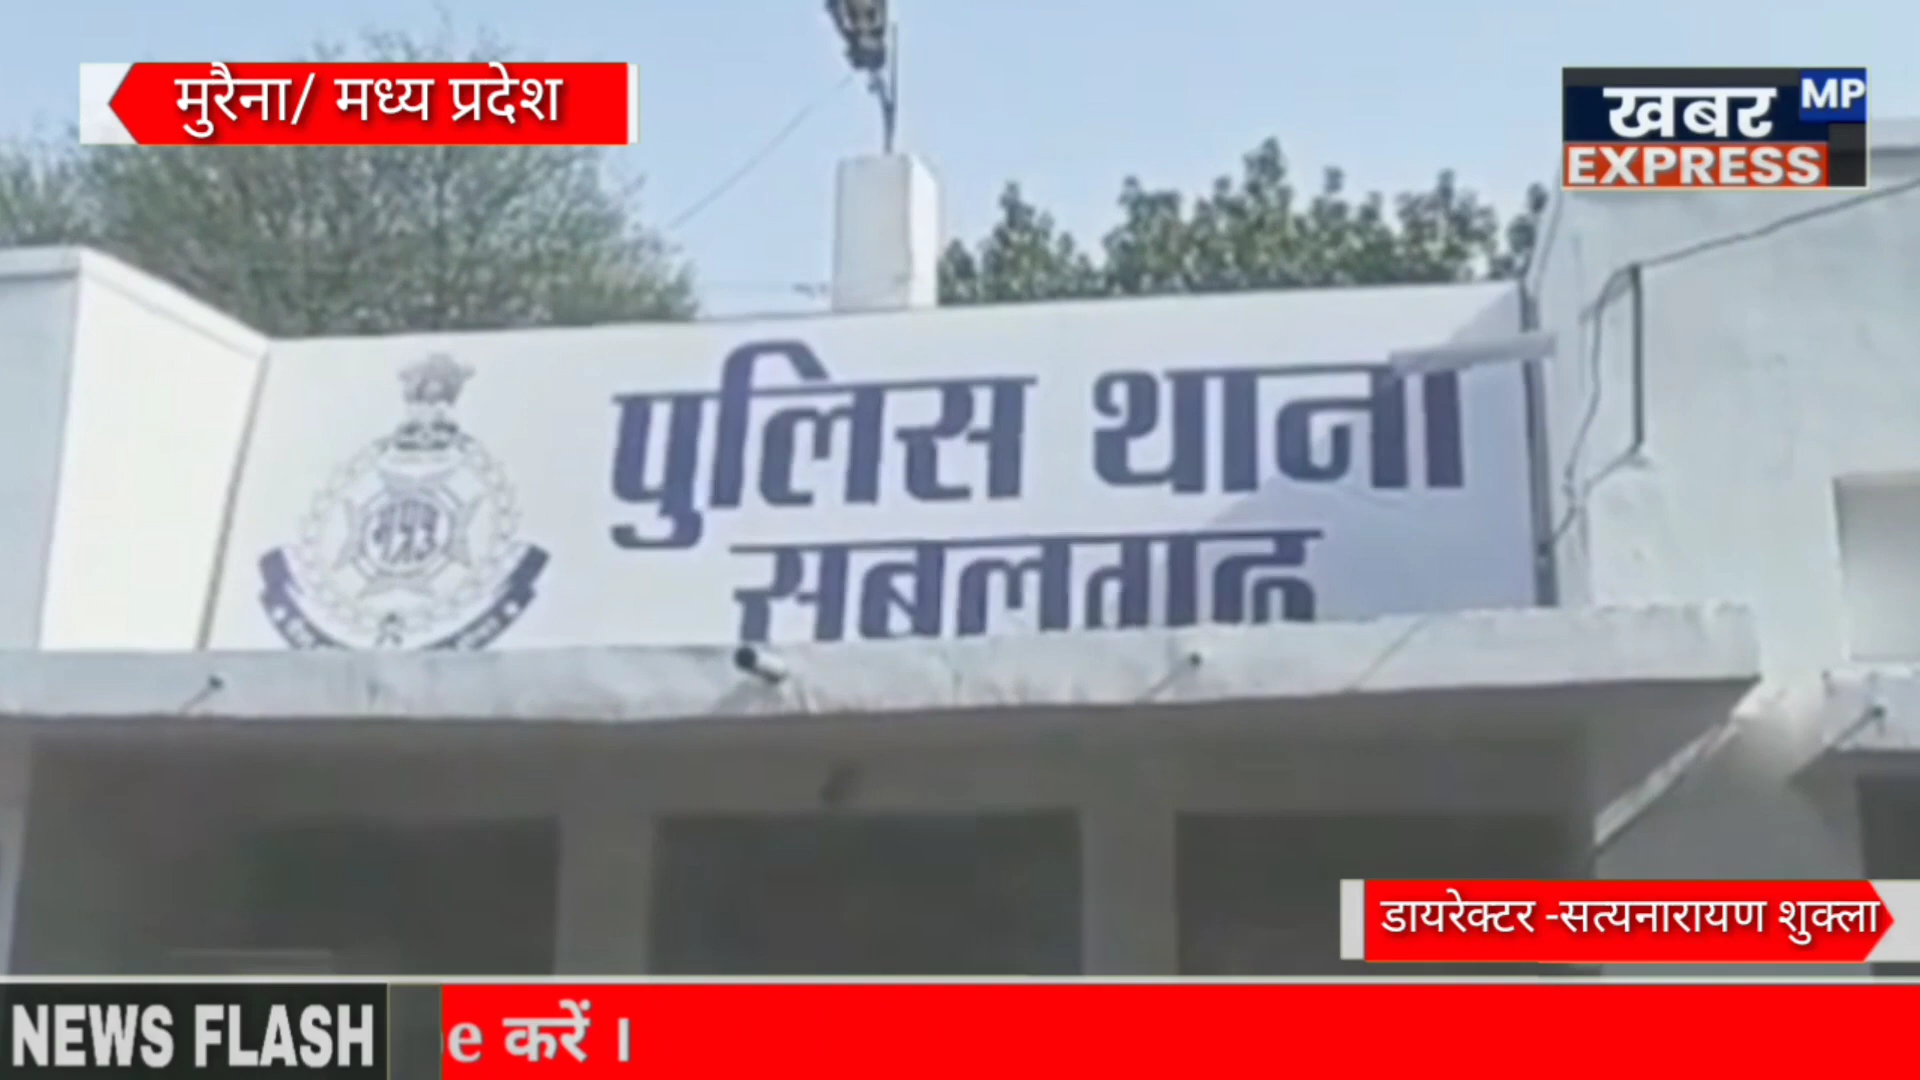 मुरैना/ मध्य प्रदेश
खबर MP
EXPRESS
पुलिस थाना
सबलगढ़
डायरेक्टर -सत्यनारायण शुक्ला
NEWS FLASH
e करें ।